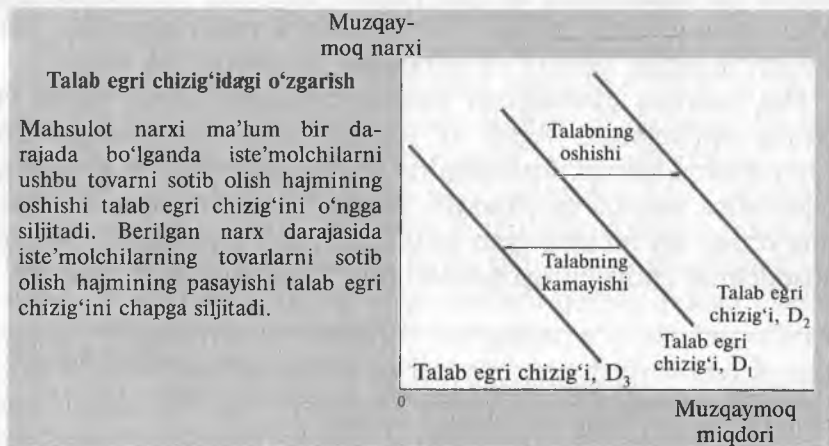 Muzqay-
moq narxi
Talab egri chizig‘idagi o‘zgarish
Mahsulot narxi ma’lum bir da-
rajada bo‘lganda iste’molchilarni
ushbu tovarni sotib olish hajmining
oshishi talab egri chizig‘ini o‘ngga
siljitadi. Berilgan narx darajasida
iste’molchilarning tovarlarni sotib
olish hajmining pasayishi talab egri
chizig‘ini chapga siljitadi.
Talabning
oshishi
Talabning
kamayishi
Talab egri
chizig‘i, D₂
Talab egri
chizig‘i, D₁
Talab egri chizig‘i, D₃
0
Muzqaymoq
miqdori